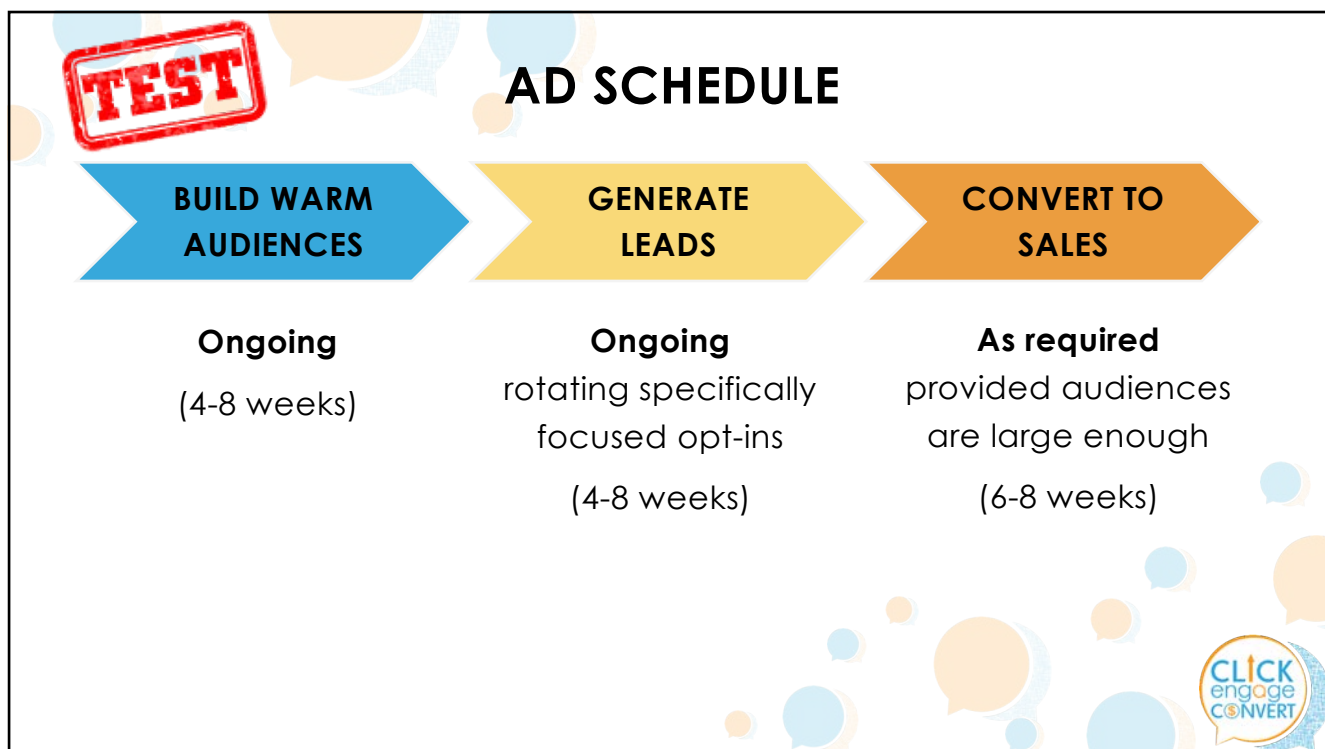 TEST
AD SCHEDULE
BUILD WARM
AUDIENCES
GENERATE
LEADS
CONVERT TO
SALES
Ongoing
(4-8 weeks)
Ongoing
rotating specifically
focused opt-ins
(4-8 weeks)
As required
provided audiences
are large enough
(6-8 weeks)
CLICK
engage
C$NVERT